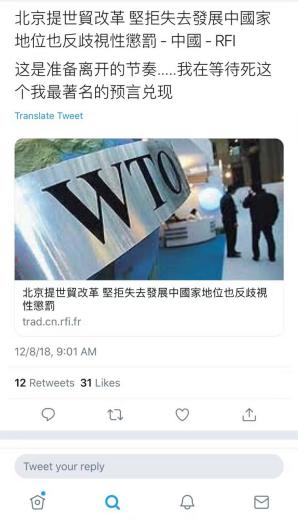 北京提世貿改革 堅拒失去發展中國家
地位也反歧視性懲罰 - 中國 - RFI
这是准备离开的节奏.....我在等待死这
个我最著名的预言兑现
Translate Tweet
WTO
北京提世貿改革 堅拒失去發展中國家地位也反歧視
性懲罰
trad.cn.rfi.fr
12/8/18, 9:01 AM
12 Retweets 31 Likes
Tweet your reply